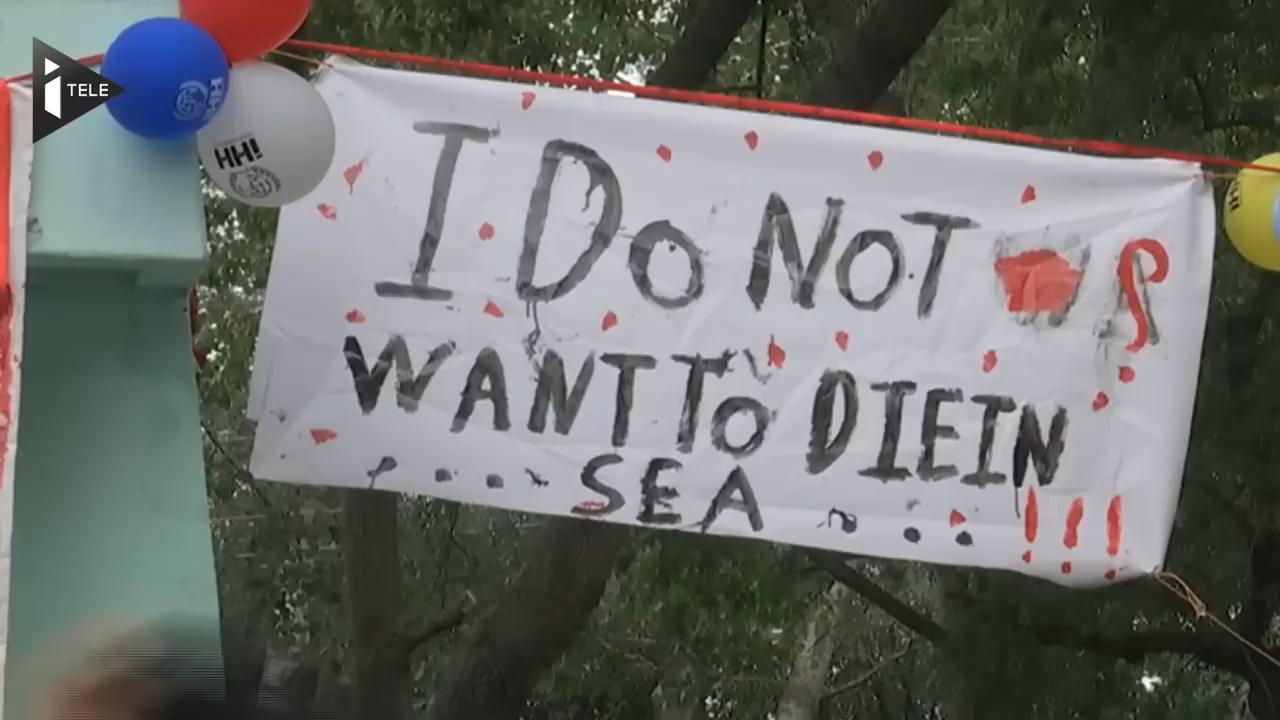 i TELE
HH!
I Do NOT
WANT To DIE IN
SEA !!!